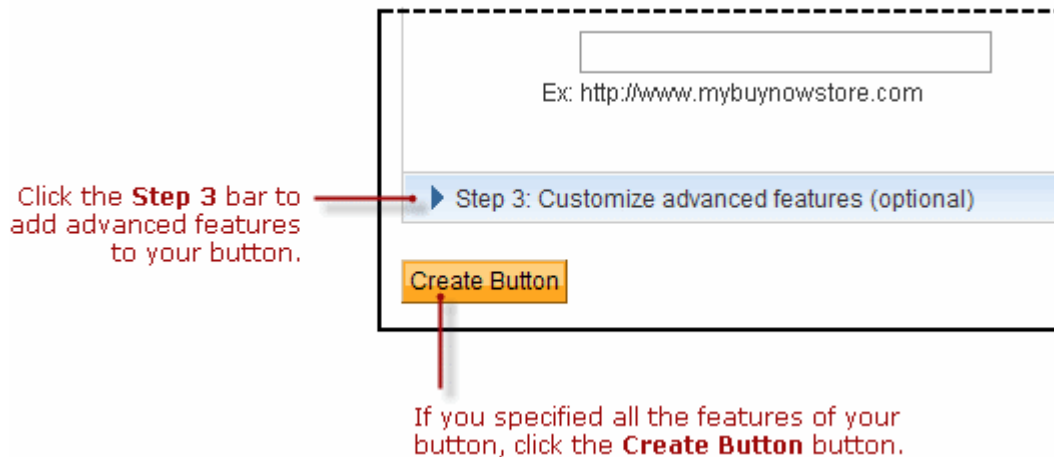 Ex: http://www.mybuynowstore.com
Click the Step 3 bar to
add advanced features
to your button.
Step 3: Customize advanced features (optional)
Create Button
If you specified all the features of your
button, click the Create Button button.